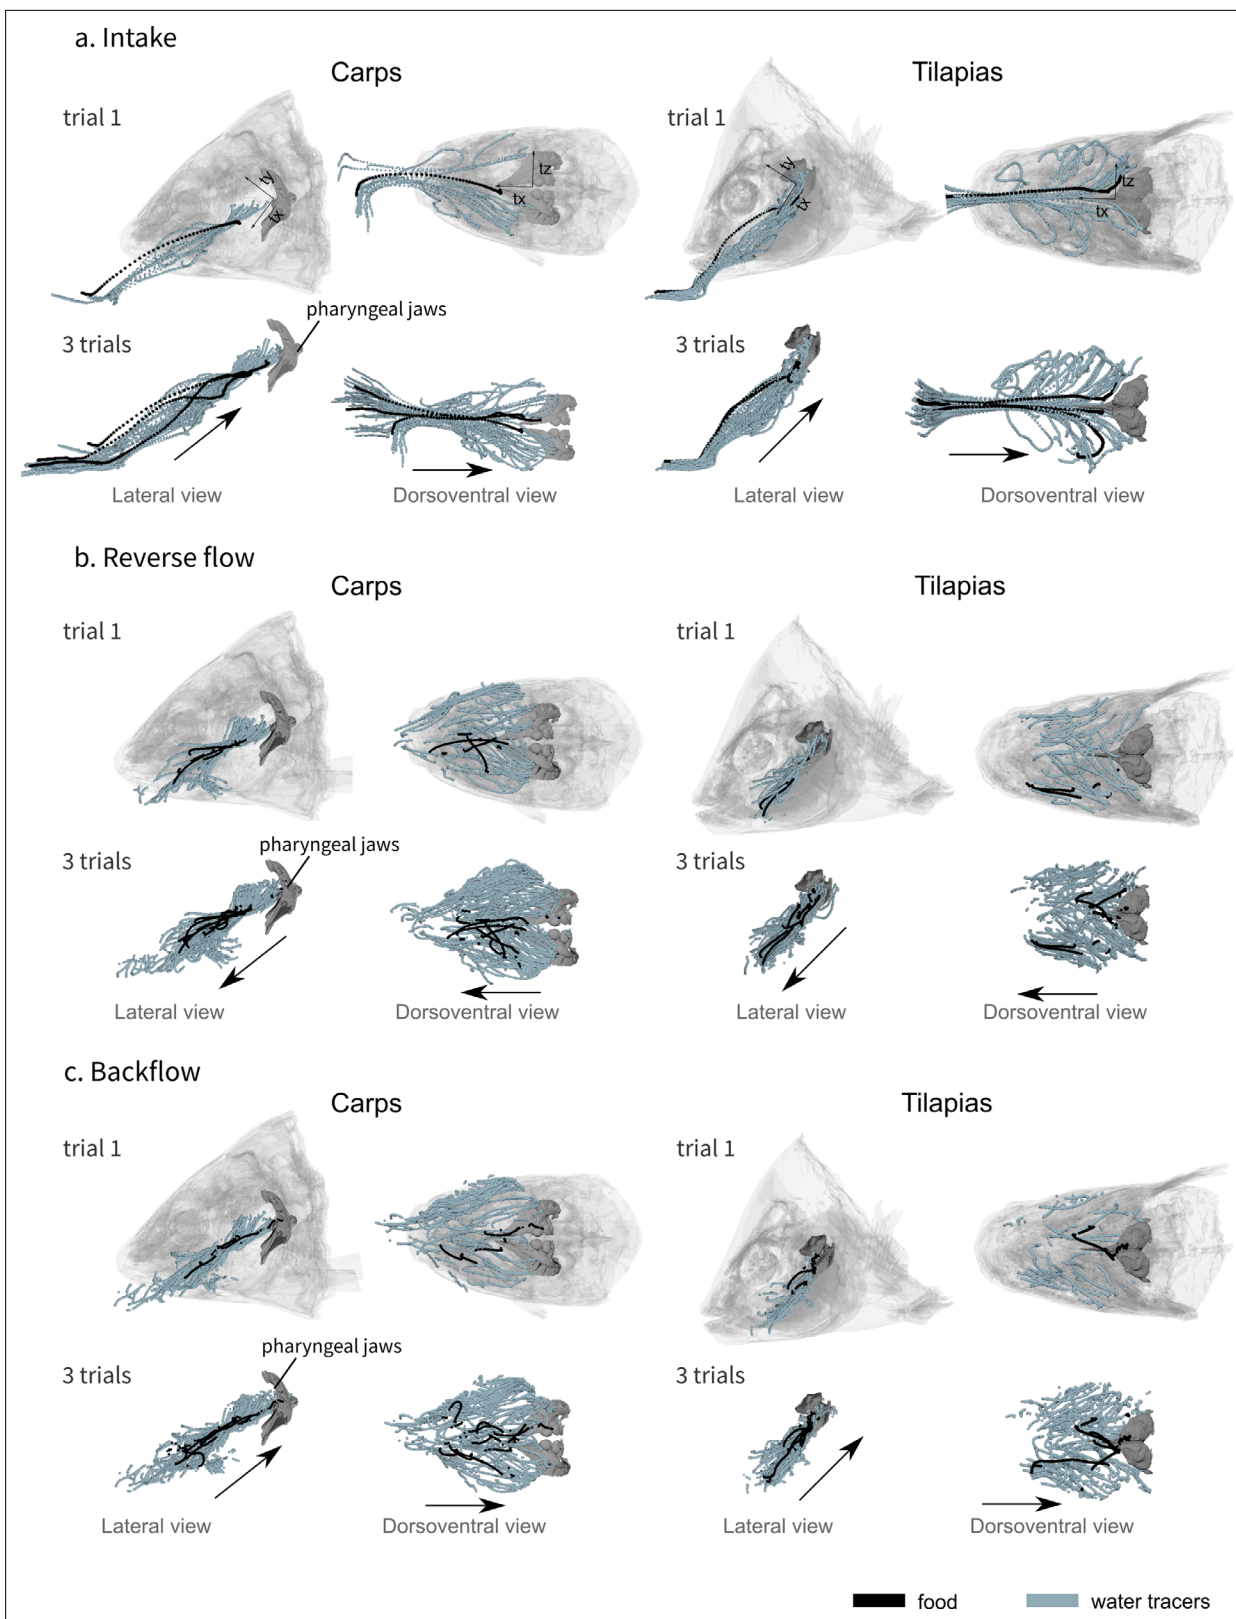 a. Intake
Carps
Tilapias
trial 1
trial 1
ty
tx
tz
tx
ty
tx
tz
tx
pharyngeal jaws
3 trials
3 trials
Lateral view
Dorsoventral view
Lateral view
Dorsoventral view
b. Reverse flow
Carps
Tilapias
trial 1
trial 1
pharyngeal jaws
3 trials
3 trials
Lateral view
Dorsoventral view
Lateral view
Dorsoventral view
c. Backflow
Carps
Tilapias
trial 1
trial 1
pharyngeal jaws
3 trials
3 trials
Lateral view
Dorsoventral view
Lateral view
Dorsoventral view
food
water tracers